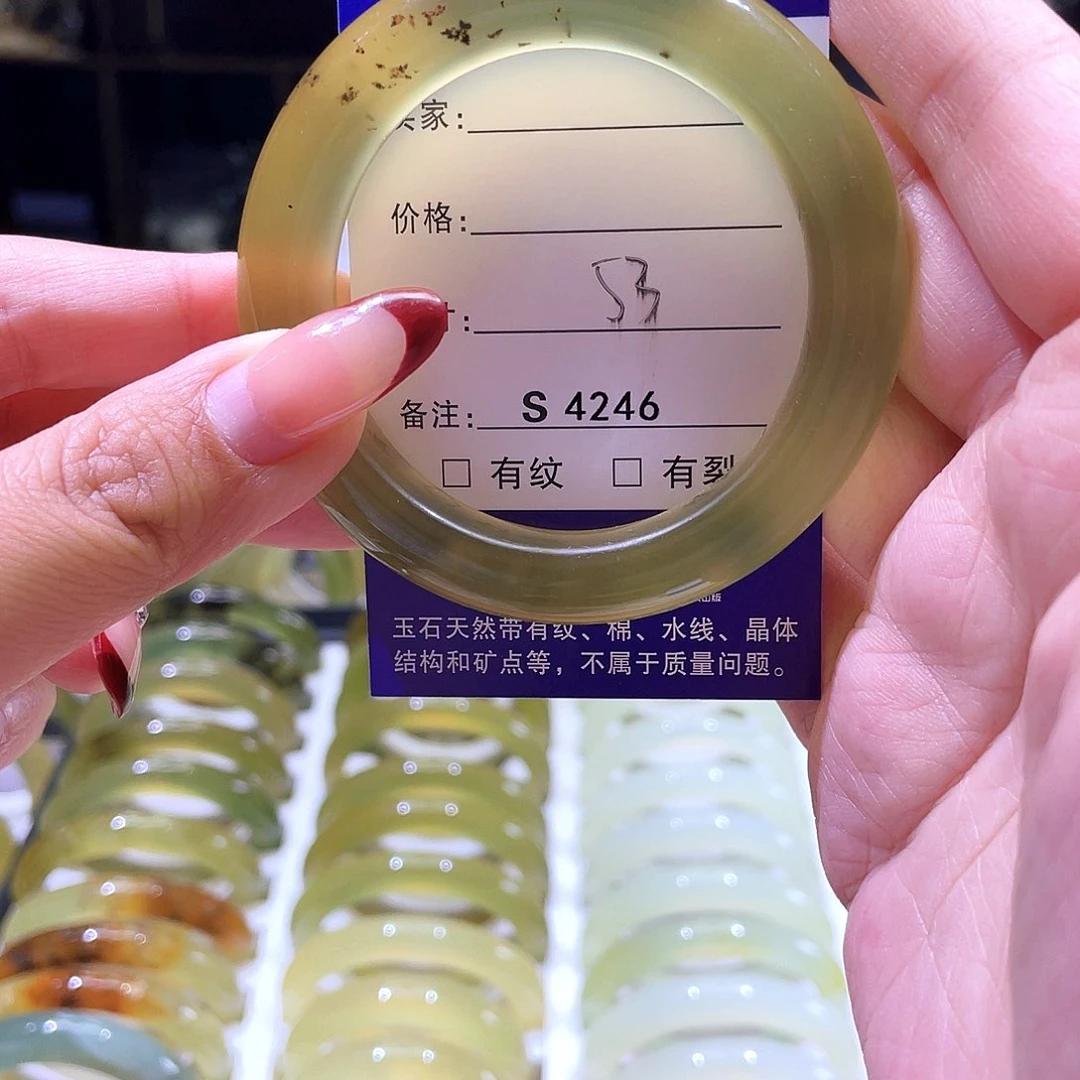 家：
价格：
53
备注： S 4246
□ 有纹 □ 有裂
玉石天然带有纹、棉、水线、晶体
结构和矿点等，不属于质量问题。